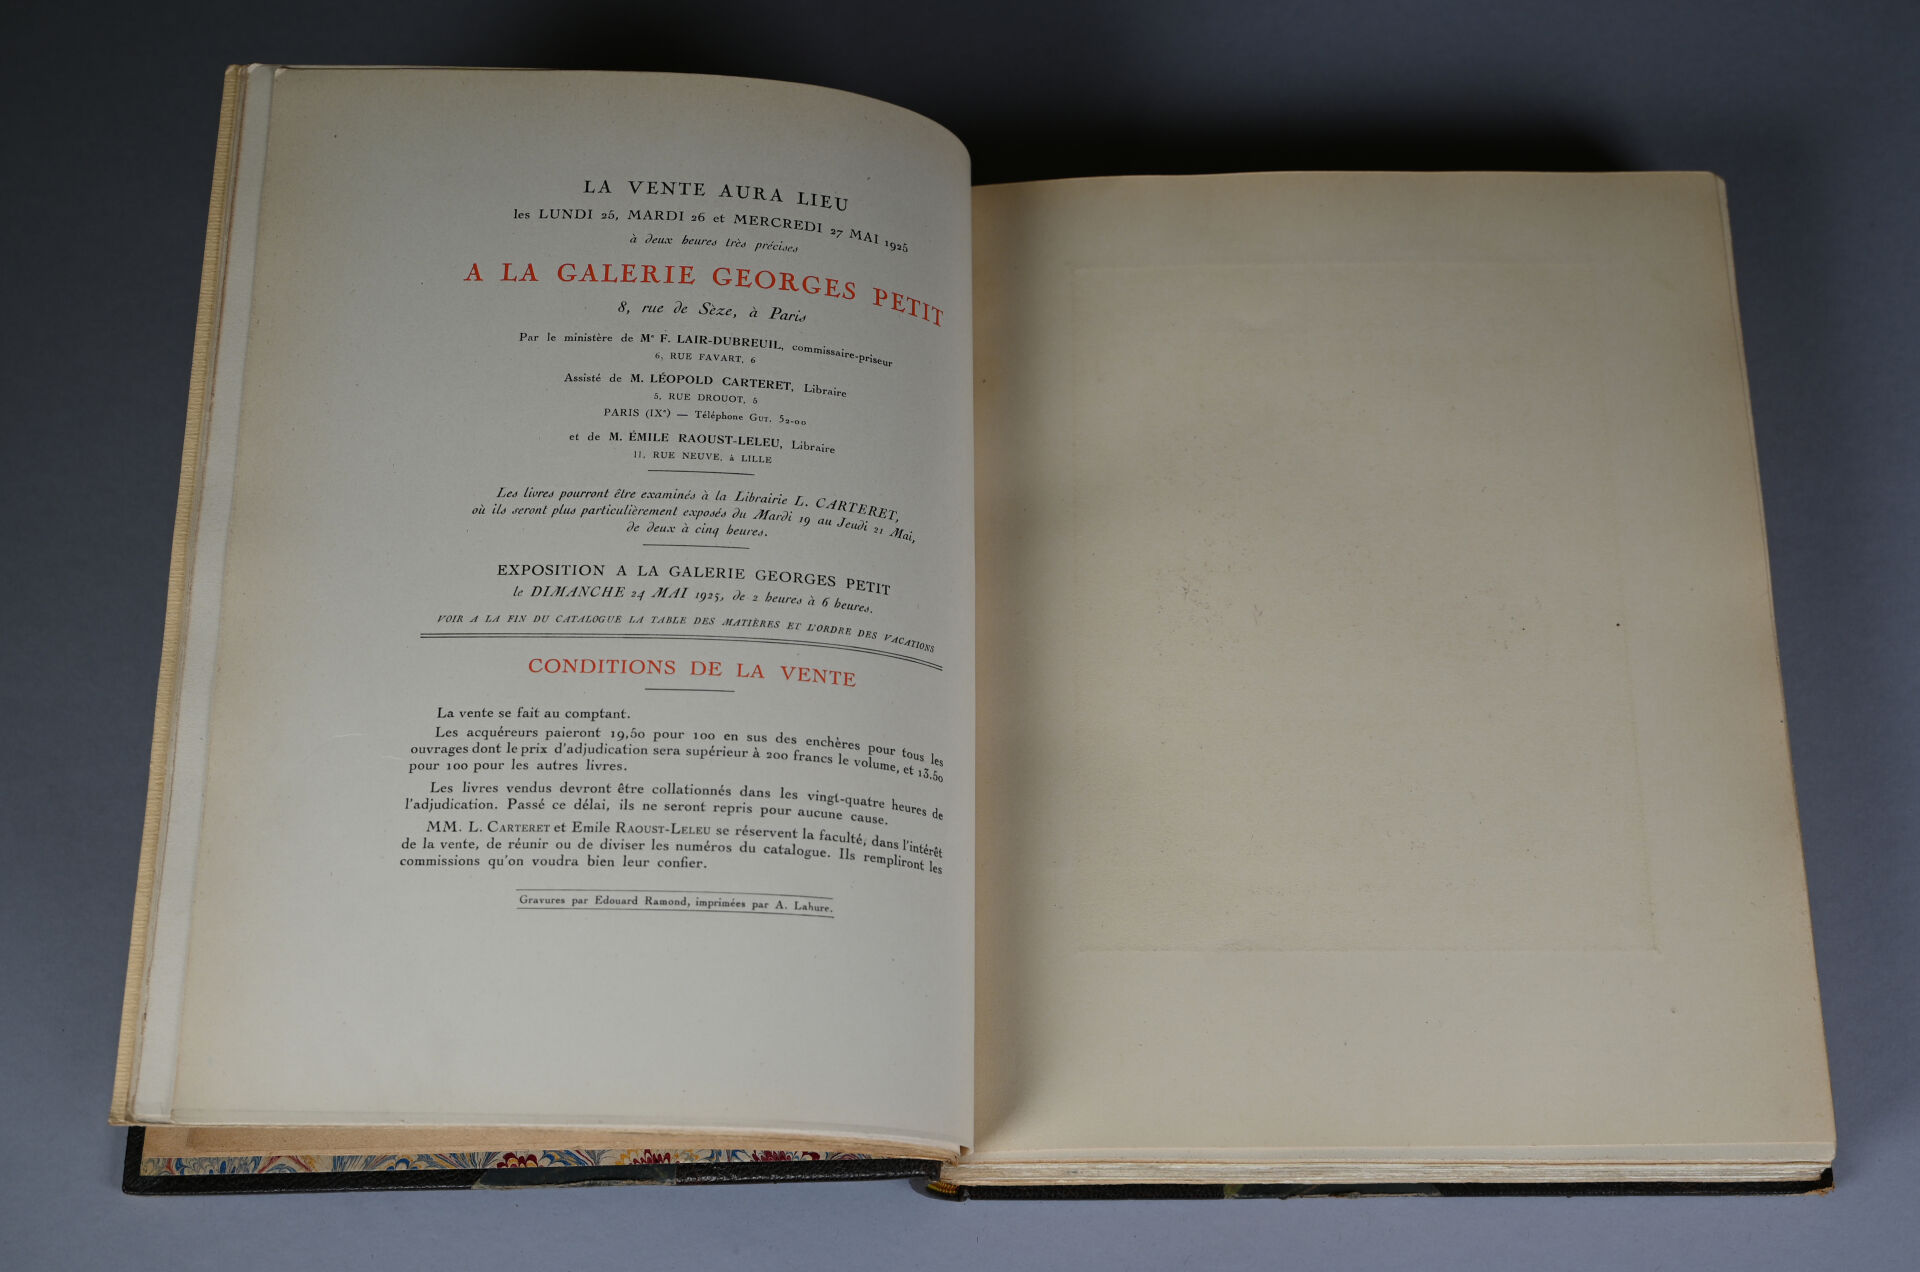 LA VENTE AURA LIEU
les LUNDI 25, MARDI 26 et MERCREDI 27 MAI 1925
à deux heures très précises
A LA GALERIE GEORGES PETIT
8, rue de Sèze, à Paris
Par le ministère de Mᵉ F. LAIR-DUBREUIL, commissaire-priseur
6, RUE FAVART, 6
Assisté de M. LÉOPOLD CARTERET, Libraire
5, RUE DROUOT, 5
PARIS (IXᵉ) — Téléphone GUT. 52-00
et de M. ÉMILE RAOUST-LELEU, Libraire
11, RUE NEUVE, à LILLE
Les livres pourront être examinés à la Librairie L. CARTERET,
où ils seront plus particulièrement exposés du Mardi 19 au Jeudi 21 Mai,
de deux à cinq heures.
EXPOSITION A LA GALERIE GEORGES PETIT
le DIMANCHE 24 MAI 1925, de 2 heures à 6 heures.
VOIR A LA FIN DU CATALOGUE LA TABLE DES MATIÈRES ET L'ORDRE DES VACATIONS
CONDITIONS DE LA VENTE
La vente se fait au comptant.
Les acquéreurs paieront 19,50 pour 100 en sus des enchères pour tous les
ouvrages dont le prix d'adjudication sera supérieur à 200 francs le volume, et 13,50
pour 100 pour les autres livres.
Les livres vendus devront être collationnés dans les vingt-quatre heures de
l'adjudication. Passé ce délai, ils ne seront repris pour aucune cause.
MM. L. CARTERET et Emile RAOUST-LELEU se réservent la faculté, dans l'intérêt
de la vente, de réunir ou de diviser les numéros du catalogue. Ils rempliront les
commissions qu'on voudra bien leur confier.
Gravures par Edouard Ramond, imprimées par A. Lahure.